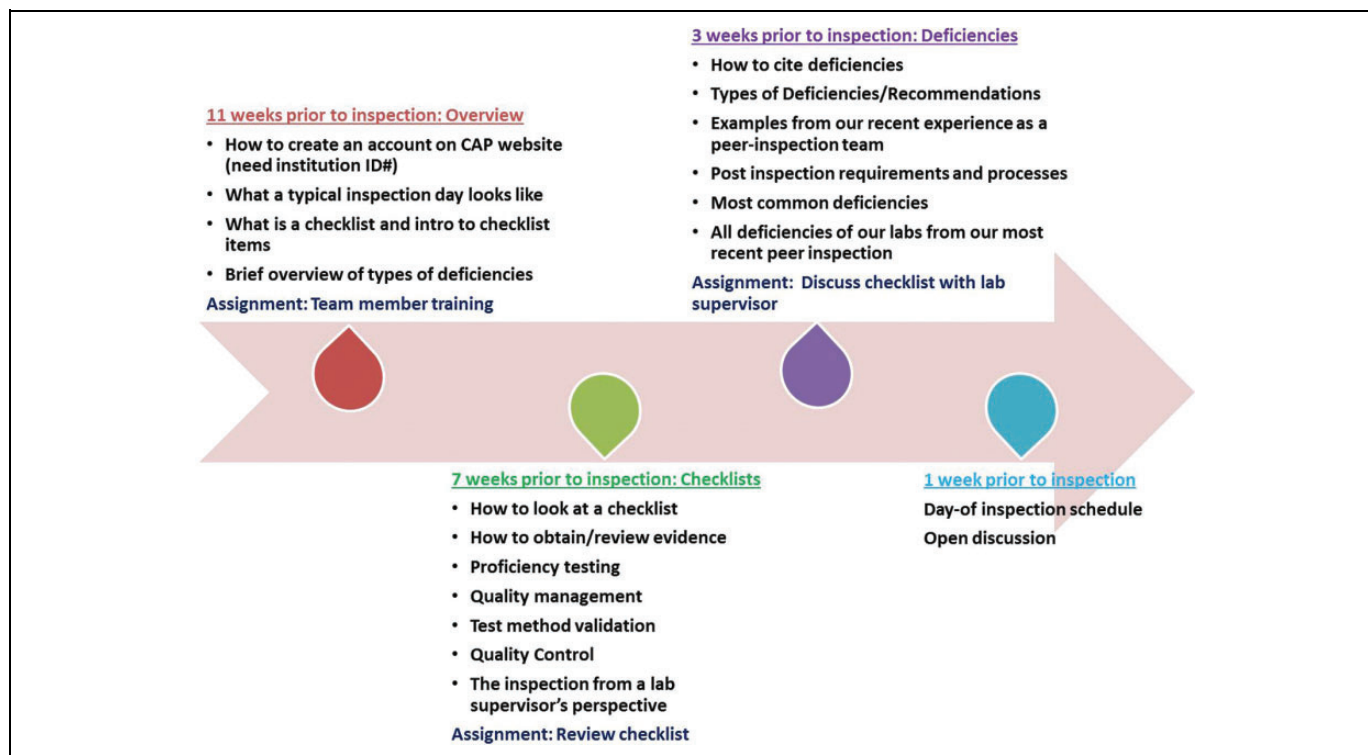 11 weeks prior to inspection: Overview
• How to create an account on CAP website
(need institution ID#)
• What a typical inspection day looks like
• What is a checklist and intro to checklist
items
• Brief overview of types of deficiencies
Assignment: Team member training
7 weeks prior to inspection: Checklists
• How to look at a checklist
• How to obtain/review evidence
• Proficiency testing
• Quality management
• Test method validation
• Quality Control
• The inspection from a lab
supervisor's perspective
Assignment: Review checklist
3 weeks prior to inspection: Deficiencies
• How to cite deficiencies
• Types of Deficiencies/Recommendations
• Examples from our recent experience as a
peer-inspection team
• Post inspection requirements and processes
• Most common deficiencies
• All deficiencies of our labs from our most
recent peer inspection
Assignment: Discuss checklist with lab
supervisor
1 week prior to inspection
Day-of inspection schedule
Open discussion